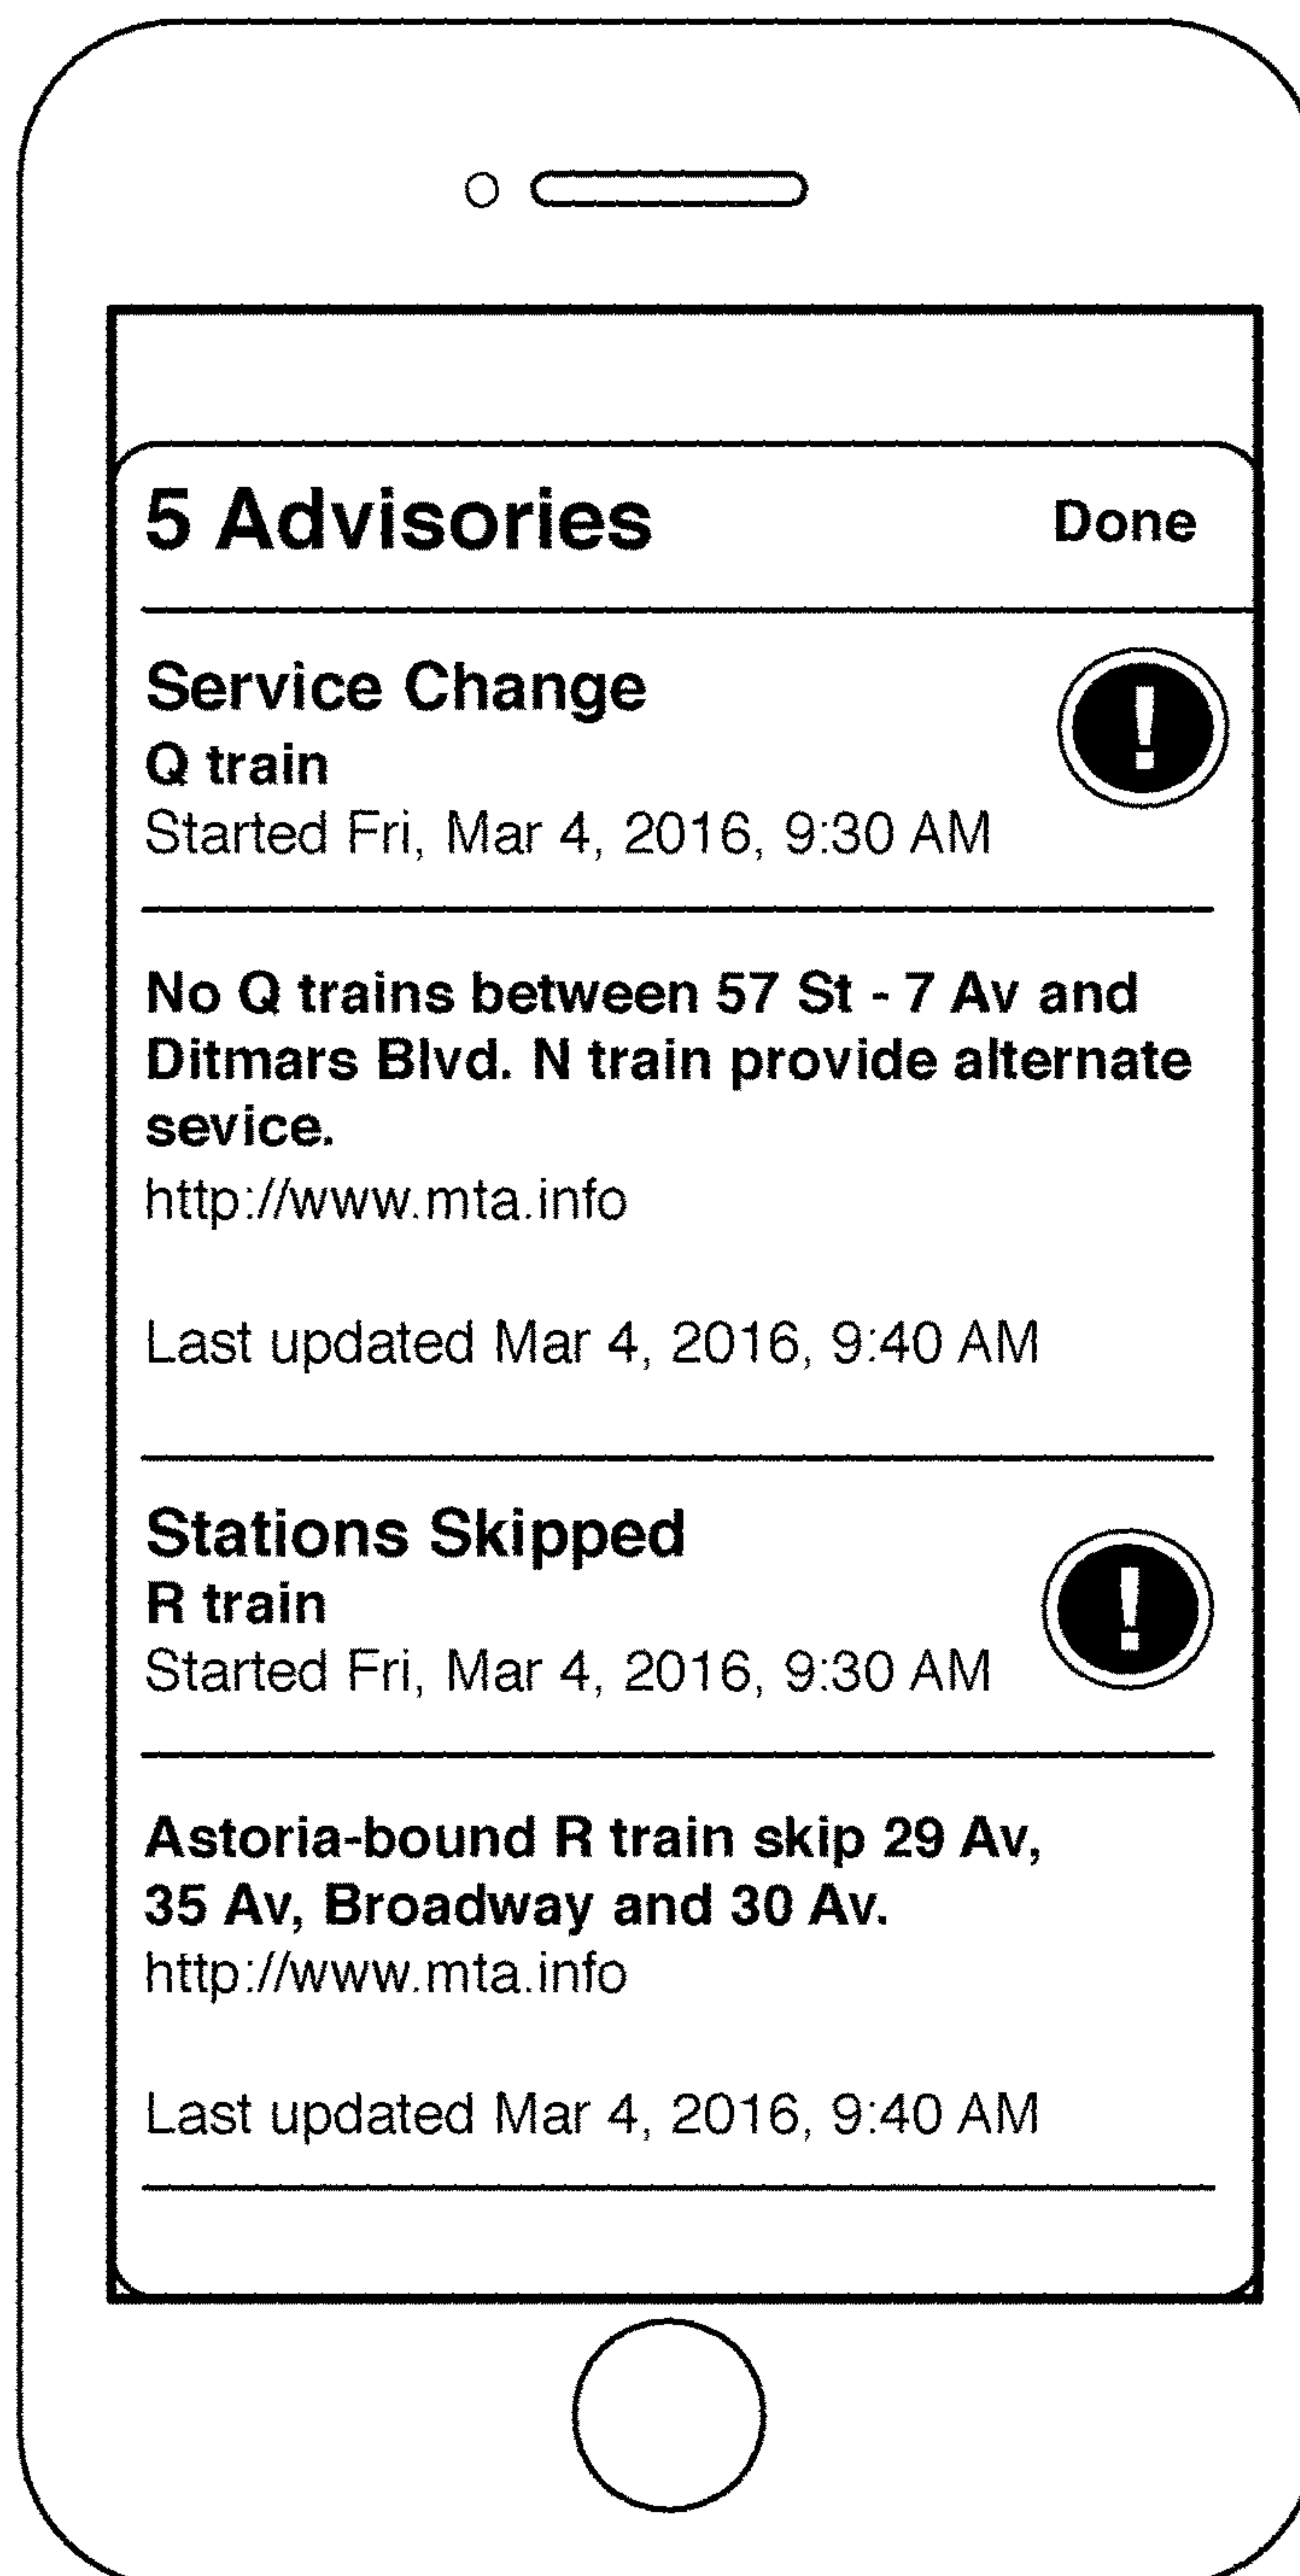 5 Advisories
Done
Service Change
!
Q train
Started Fri, Mar 4, 2016, 9:30 AM
No Q trains between 57 St - 7 Av and
Ditmars Blvd. N train provide alternate
sevice.
http://www.mta.info
Last updated Mar 4, 2016, 9:40 AM
Stations Skipped
!
R train
Started Fri, Mar 4, 2016, 9:30 AM
Astoria-bound R train skip 29 Av,
35 Av, Broadway and 30 Av.
http://www.mta.info
Last updated Mar 4, 2016, 9:40 AM